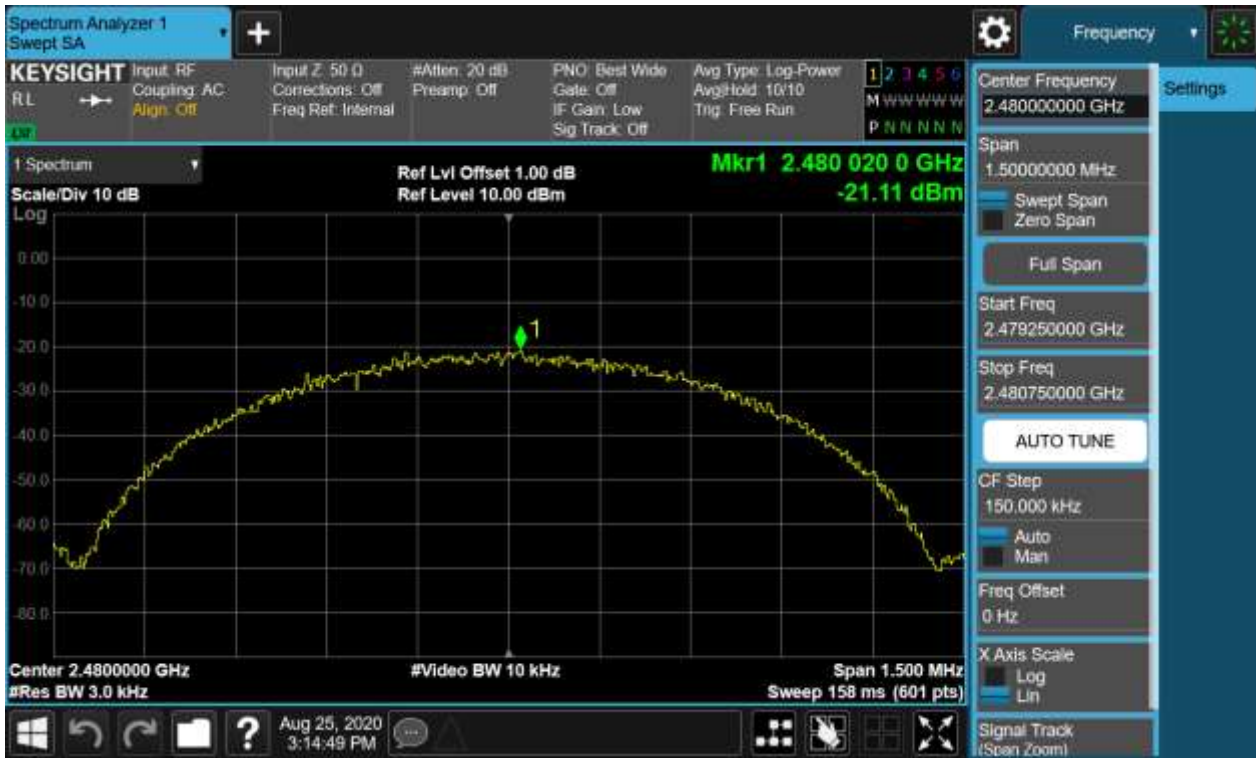 Spectrum Analyzer 1
Swept SA
+
Frequency
KEYSIGHT
RL
Input: RF
Coupling: AC
Align: Off
Input Z: 50 Ω
Corrections: Off
Freq Ref: Internal
#Atten: 20 dB
Preamp: Off
PNO: Best Wide
Gate: Off
IF Gain: Low
Sig Track: Off
Avg Type: Log-Power
Avg|Hold: 10/10
Trig: Free Run
1 2 3 4 5 6
M W W W W W
P N N N N N
Center Frequency
2.480000000 GHz
Settings
Span
1.50000000 MHz
Swept Span
Zero Span
Full Span
Start Freq
2.479250000 GHz
Stop Freq
2.480750000 GHz
AUTO TUNE
CF Step
150.000 kHz
Auto
Man
Freq Offset
0 Hz
X Axis Scale
Log
Lin
Signal Track
(Span Zoom)
1 Spectrum
Scale/Div 10 dB
Log
Ref Lvl Offset 1.00 dB
Ref Level 10.00 dBm
Mkr1 2.480 020 0 GHz
-21.11 dBm
0.00
-10.0
-20.0
-30.0
-40.0
-50.0
-60.0
-70.0
-80.0
1
Center 2.4800000 GHz
#Res BW 3.0 kHz
#Video BW 10 kHz
Span 1.500 MHz
Sweep 158 ms (601 pts)
?
Aug 25, 2020
3:14:49 PM